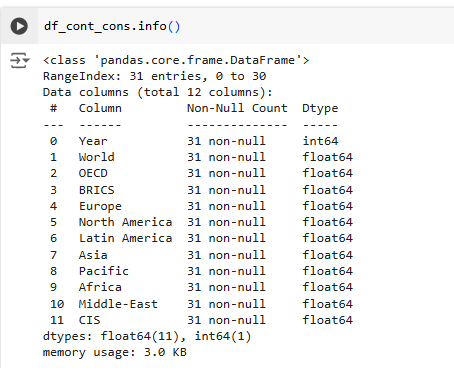 df_cont_cons.info()
<class 'pandas.core.frame.DataFrame'>
RangeIndex: 31 entries, 0 to 30
Data columns (total 12 columns):
 #   Column         Non-Null Count  Dtype
---  ------         --------------  -----
 0   Year           31 non-null     int64
 1   World          31 non-null     float64
 2   OECD           31 non-null     float64
 3   BRICS          31 non-null     float64
 4   Europe         31 non-null     float64
 5   North America  31 non-null     float64
 6   Latin America  31 non-null     float64
 7   Asia           31 non-null     float64
 8   Pacific        31 non-null     float64
 9   Africa         31 non-null     float64
 10  Middle-East    31 non-null     float64
 11  CIS            31 non-null     float64
dtypes: float64(11), int64(1)
memory usage: 3.0 KB